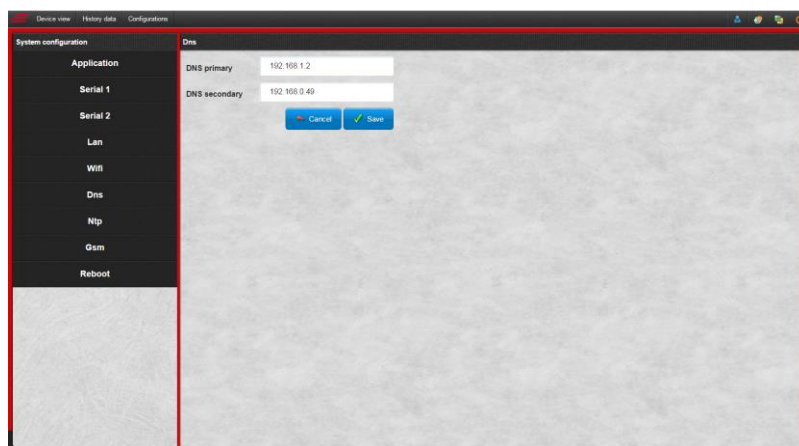 Device view History data Configurations
System configuration
Dns
Application
Serial 1
Serial 2
Lan
Wifi
Dns
Ntp
Gsm
Reboot
DNS primary 192.168.1.2
DNS secondary 192.168.0.49
Cancel Save